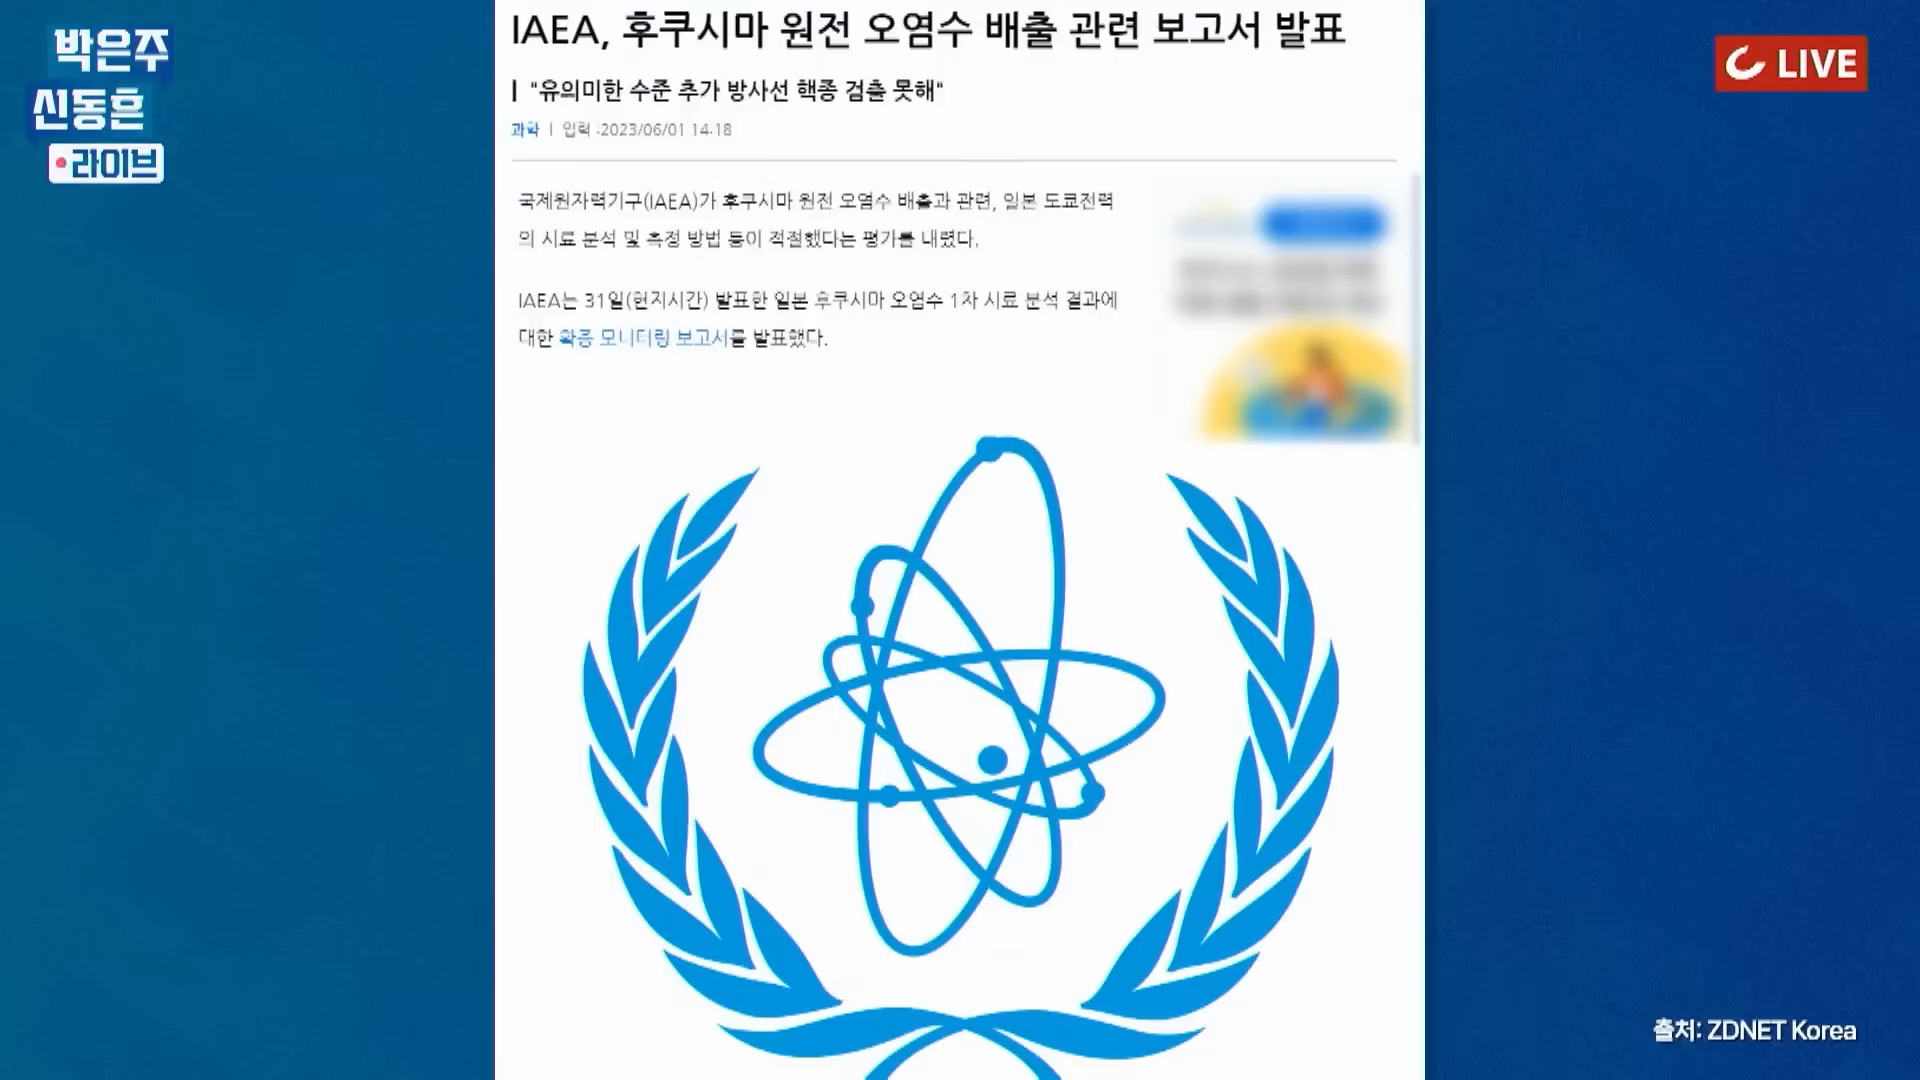 박은주
신동흔
라이브
LIVE
IAEA, 후쿠시마 원전 오염수 배출 관련 보고서 발표
"유의미한 수준 추가 방사선 핵종 검출 못해"
과학 | 입력 :2023/06/01 14:18
국제원자력기구(IAEA)가 후쿠시마 원전 오염수 배출과 관련, 일본 도쿄전력
의 시료 분석 및 측정 방법 등이 적절했다는 평가를 내렸다.
IAEA는 31일(현지시간) 발표한 일본 후쿠시마 오염수 1차 시료 분석 결과에
대한 확증 모니터링 보고서를 발표했다.
출처: ZDNET Korea